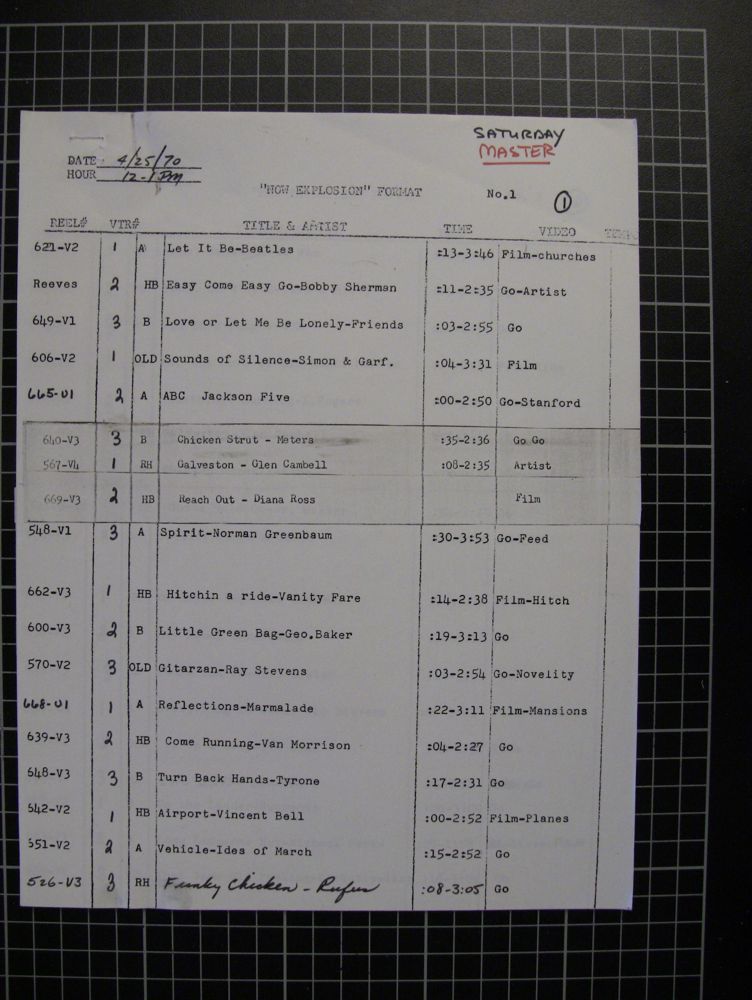 SATURDAY
MASTER
DATE 4/25/70
HOUR 12-1 PM
"NOW EXPLOSION" FORMAT No.1 1
REEL# VTR# TITLE & ARTIST TIME VIDEO
621-V2 1 A Let It Be-Beatles :13-3:46 Film-churches
Reeves 2 HB Easy Come Easy Go-Bobby Sherman :11-2:35 Go-Artist
649-V1 3 B Love or Let Me Be Lonely-Friends :03-2:55 Go
606-V2 1 OLD Sounds of Silence-Simon & Garf. :04-3:31 Film
665-V1 2 A ABC Jackson Five :00-2:50 Go-Stanford
640-V3 3 B Chicken Strut - Meters :35-2:36 Go Go
567-V4 1 RH Galveston - Glen Cambell :08-2:35 Artist
669-V3 2 HB Reach Out - Diana Ross Film
548-V1 3 A Spirit-Norman Greenbaum :30-3:53 Go-Feed
662-V3 1 HB Hitchin a ride-Vanity Fare :14-2:38 Film-Hitch
600-V3 2 B Little Green Bag-Geo.Baker :19-3:13 Go
570-V2 3 OLD Gitarzan-Ray Stevens :03-2:54 Go-Novelity
668-V1 1 A Reflections-Marmalade :22-3:11 Film-Mansions
639-V3 2 HB Come Running-Van Morrison :04-2:27 Go
648-V3 3 B Turn Back Hands-Tyrone :17-2:31 Go
542-V2 1 HB Airport-Vincent Bell :00-2:52 Film-Planes
551-V2 2 A Vehicle-Ides of March :15-2:52 Go
526-V3 3 RH Funky Chicken - Rufus :08-3:05 Go